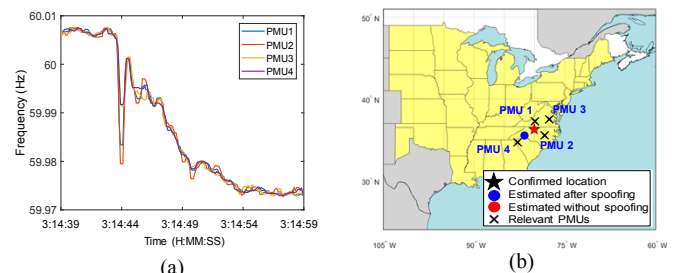 (a)
60.01
60
59.99
59.98
59.97
Frequency (Hz)
PMU1
PMU2
PMU3
PMU4
3:14:39
3:14:44
3:14:49
3:14:54
3:14:59
Time (H:MM:SS)
(a)
(b)
50°N
40°N
30°N
PMU 1
PMU 3
PMU 4
PMU 2
Confirmed location
Estimated after spoofing
Estimated without spoofing
Relevant PMUs
105°W
90°W
75°W
60°W
(b)